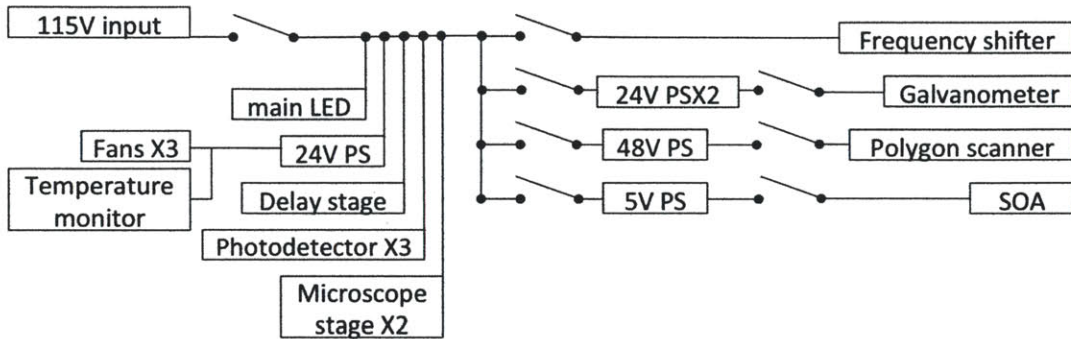 115V input
Frequency shifter
main LED
24V PSX2
Galvanometer
Fans X3
24V PS
48V PS
Polygon scanner
Temperature
monitor
Delay stage
5V PS
SOA
Photodetector X3
Microscope
stage X2